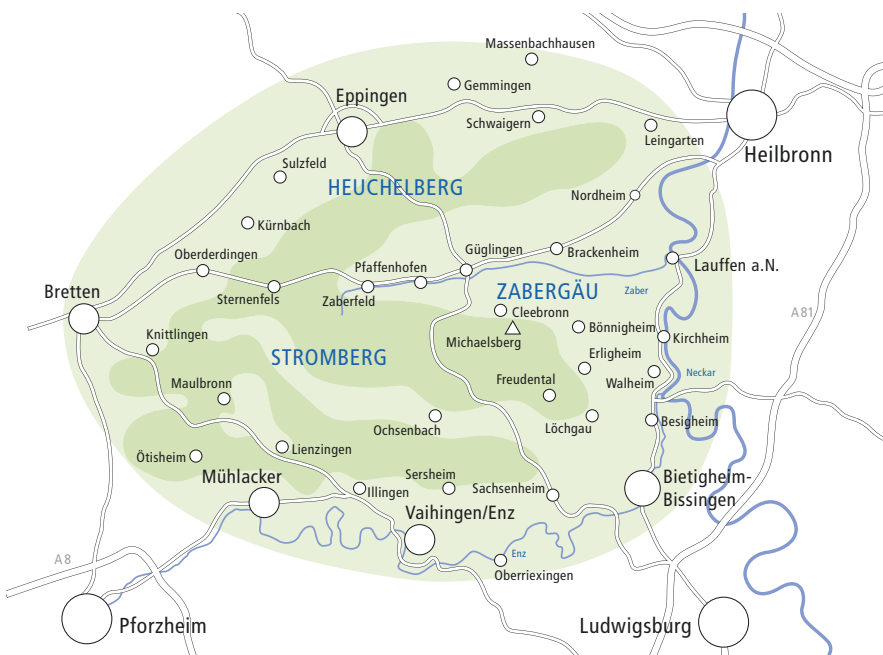 Massenbachhausen
Gemmingen
Eppingen
Schwaigern
Leingarten
Heilbronn
Sulzfeld
HEUCHELBERG
Nordheim
Kürnbach
Oberderdingen
Güglingen
Brackenheim
Pfaffenhofen
Lauffen a.N.
Bretten
Sternenfels
Zaberfeld
ZABERGÄU
Zaber
Cleebronn
A81
Knittlingen
Michaelsberg
Bönnigheim
Kirchheim
STROMBERG
Erligheim
Maulbronn
Freudental
Walheim
Neckar
Ochsenbach
Löchgau
Besigheim
Ötisheim
Lienzingen
Mühlacker
Sersheim
Illingen
Sachsenheim
Bietigheim-
Bissingen
Vaihingen/Enz
Enz
A8
Oberriexingen
Pforzheim
Ludwigsburg